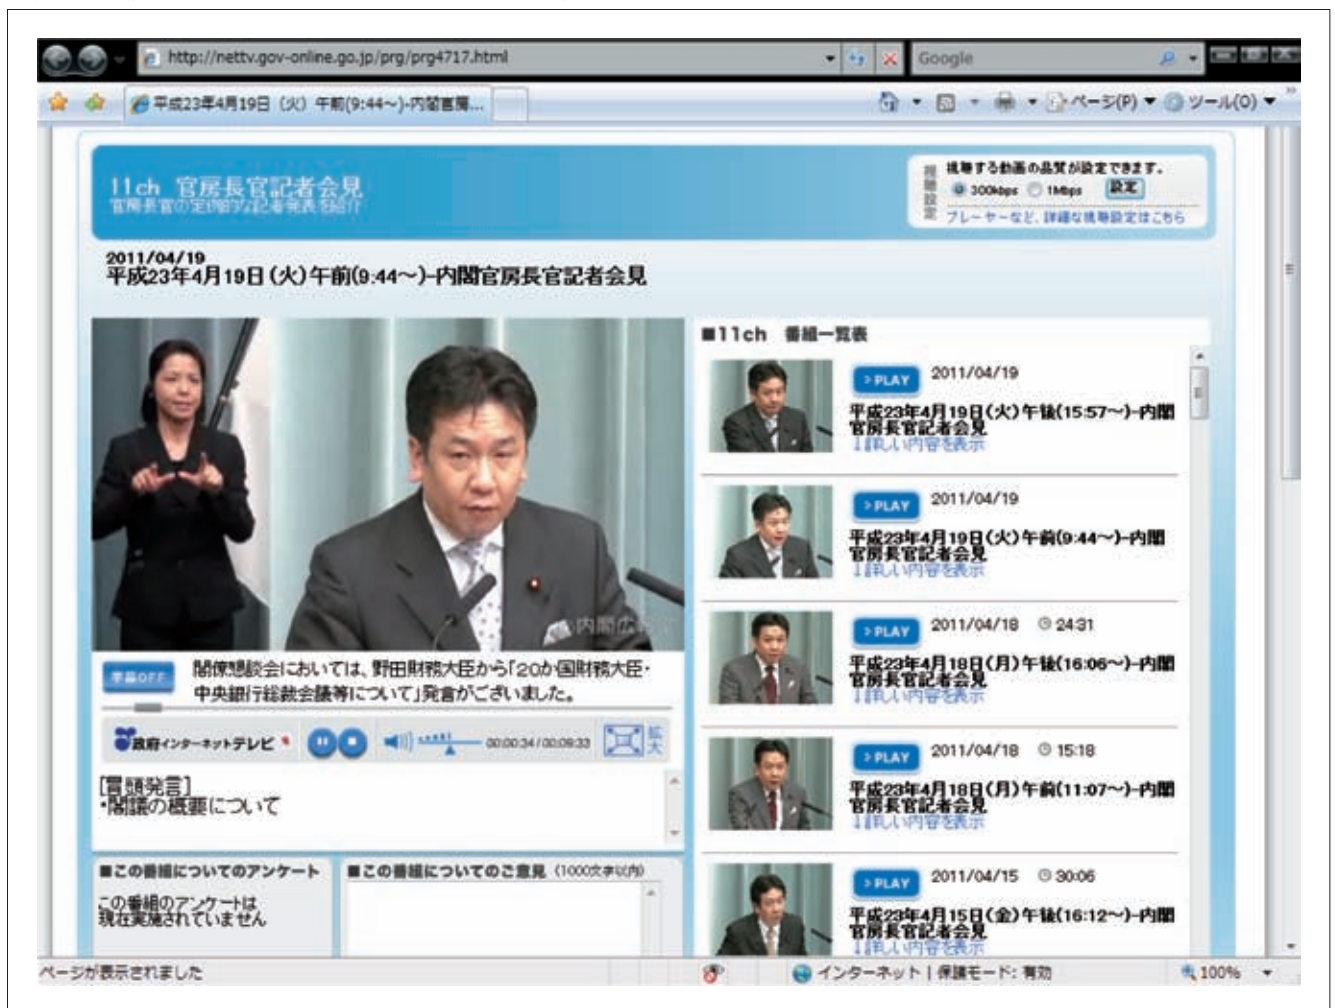 http://nettv.gov-online.go.jp/prg/prg4717.html
Google
平成23年4月19日 (火) 午前(9:44～)-内閣官房...
ページ(P)
ツール(O)
11ch 官房長官記者会見
官房長官の定例的な記者発表を紹介
視聴設定
視聴する動画の品質が設定できます。
300kbps 1Mbps 設定
プレーヤーなど、詳細な視聴設定はこちら
2011/04/19
平成23年4月19日(火)午前(9:44～)-内閣官房長官記者会見
内閣広
字幕OFF
閣僚懇談会においては、野田財務大臣から「20か国財務大臣・
中央銀行総裁会議等について」発言がございました。
政府インターネットテレビ
00:00:34/00:09:33
拡大
[冒頭発言]
・閣議の概要について
■この番組についてのアンケート
この番組のアンケートは
現在実施されていません
■この番組についてのご意見 (1000文字以内)
■11ch 番組一覧表
>PLAY 2011/04/19
平成23年4月19日(火)午後(15:57～)-内閣
官房長官記者会見
↓詳しい内容を表示
>PLAY 2011/04/19
平成23年4月19日(火)午前(9:44～)-内閣
官房長官記者会見
↓詳しい内容を表示
>PLAY 2011/04/18 24:31
平成23年4月18日(月)午後(16:06～)-内閣
官房長官記者会見
↓詳しい内容を表示
>PLAY 2011/04/18 15:18
平成23年4月18日(月)午前(11:07～)-内閣
官房長官記者会見
↓詳しい内容を表示
>PLAY 2011/04/15 30:06
平成23年4月15日(金)午後(16:12～)-内閣
官房長官記者会見
↓詳しい内容を表示
ページが表示されました
インターネット | 保護モード: 有効
100%